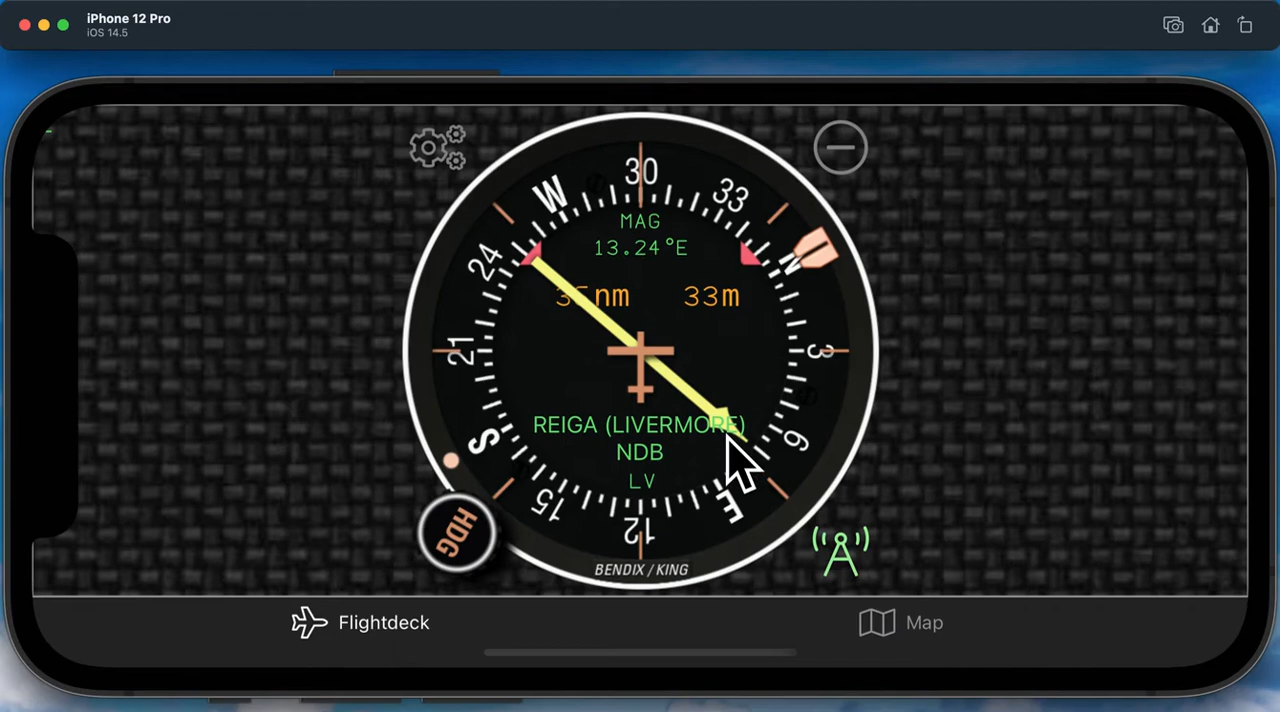 iPhone 12 Pro
iOS 14.5
30
33
N
3
6
E
12
15
S
21
24
W
MAG
13.24°E
nm 33m
REIGA (LIVERMORE)
NDB
LV
HDG
BENDIX / KING
Flightdeck
Map